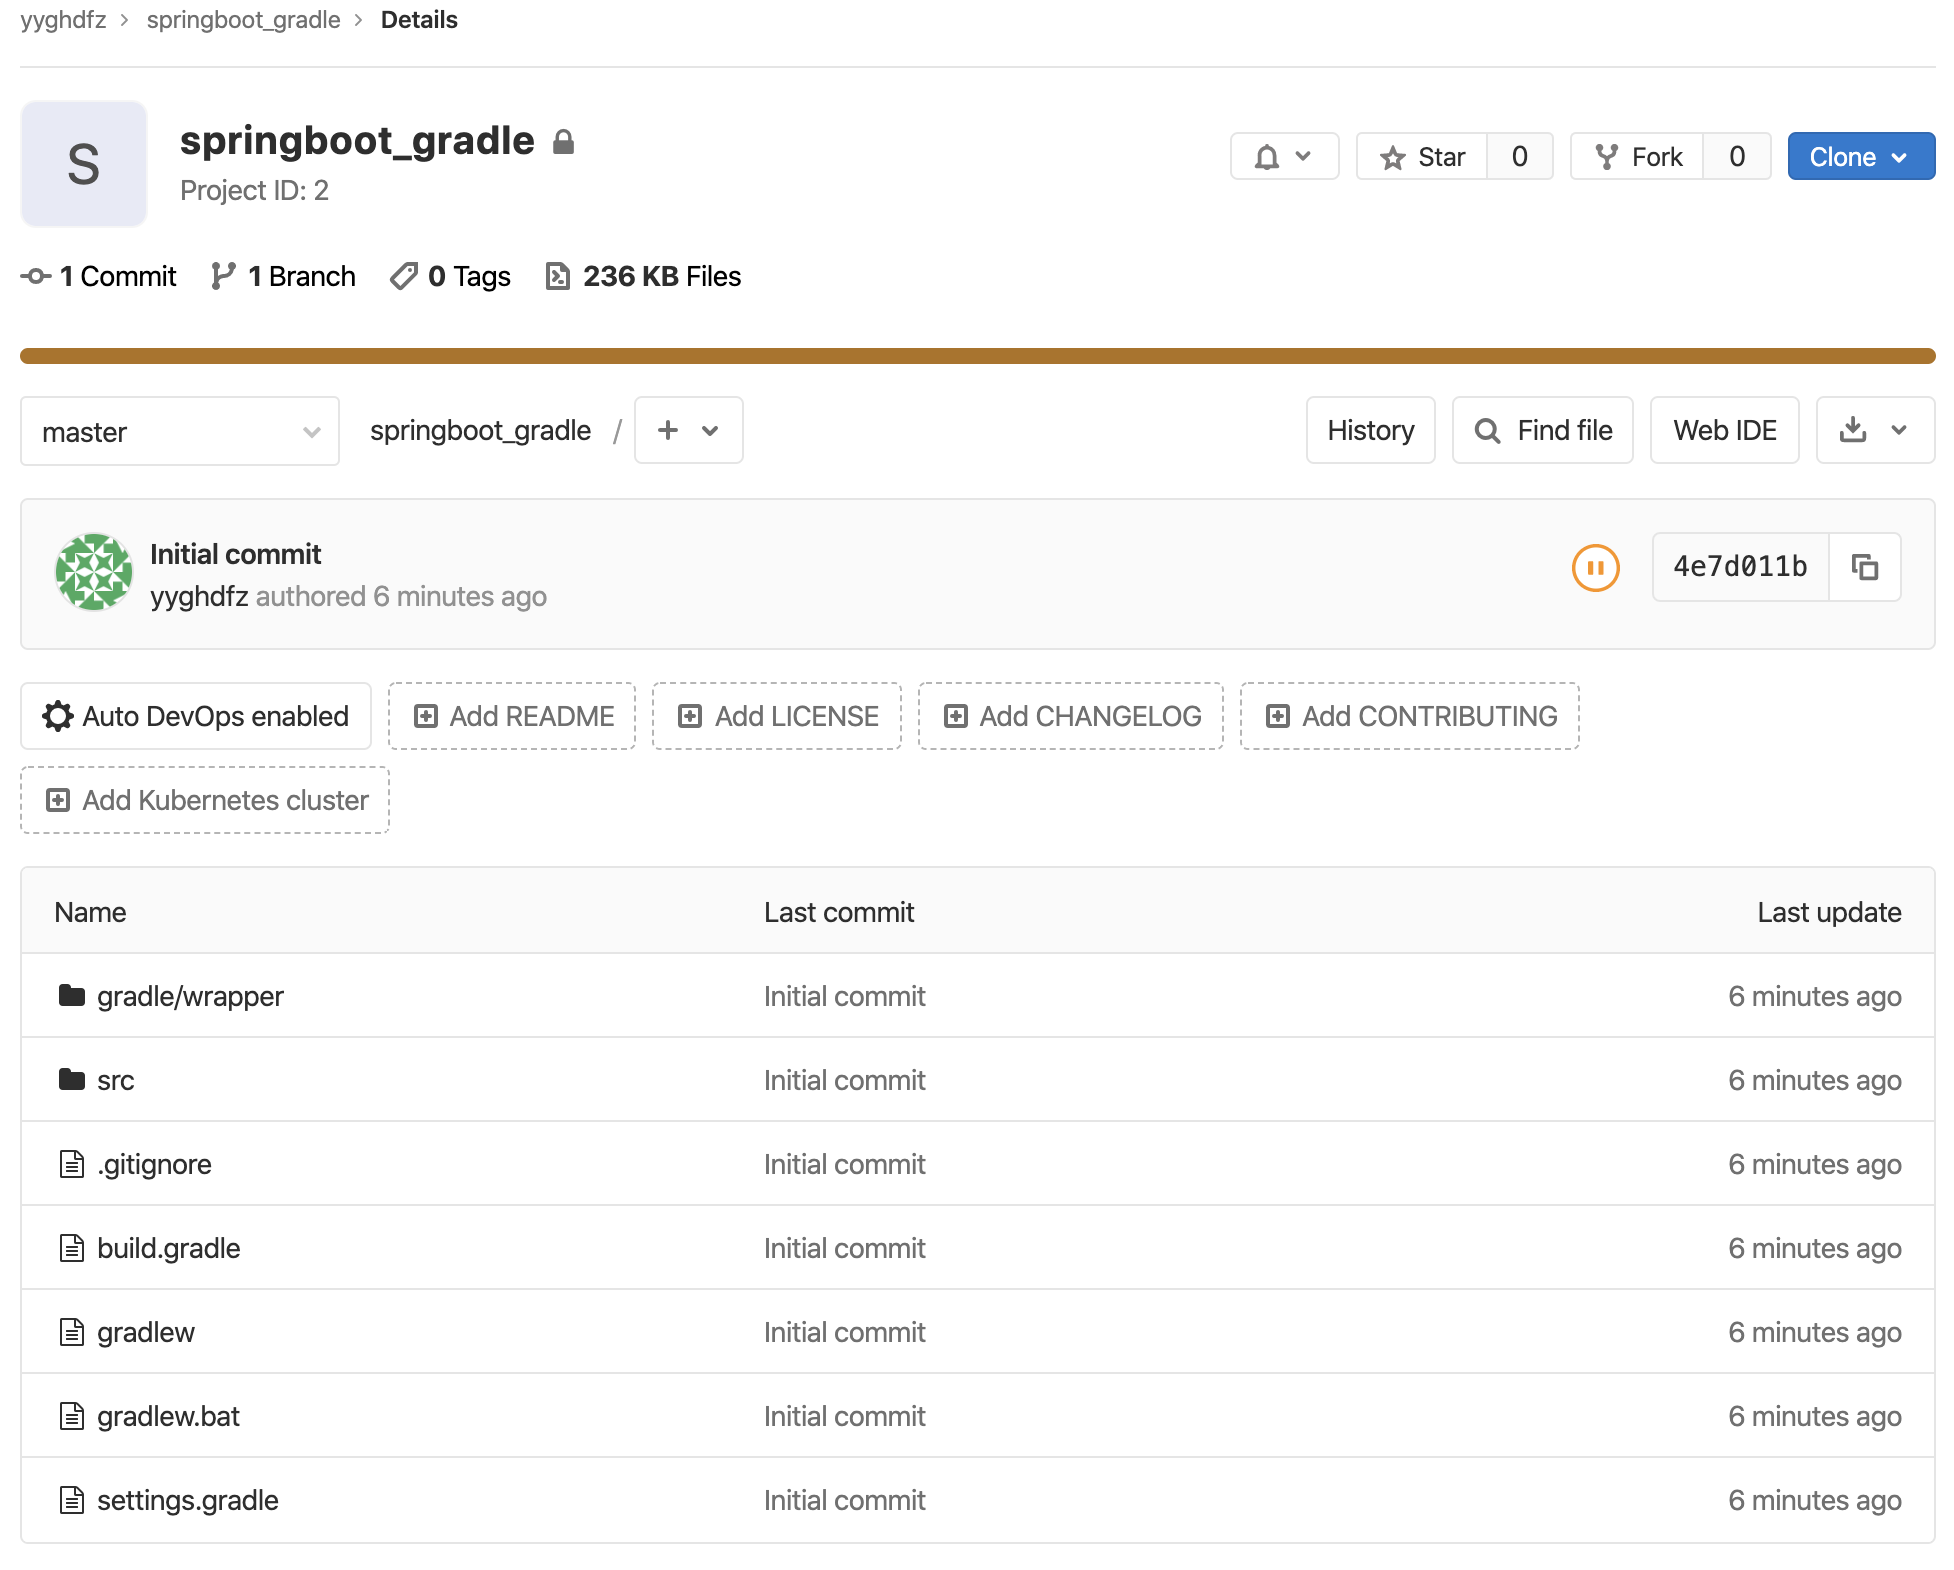 yyghdfz > springboot_gradle > Details
S
springboot_gradle
Project ID: 2
Star 0 Fork 0 Clone
1 Commit 1 Branch 0 Tags 236 KB Files
master springboot_gradle / + History Find file Web IDE
Initial commit
yyghdfz authored 6 minutes ago
4e7d011b
Auto DevOps enabled Add README Add LICENSE Add CHANGELOG Add CONTRIBUTING
Add Kubernetes cluster
Name Last commit Last update
gradle/wrapper Initial commit 6 minutes ago
src Initial commit 6 minutes ago
.gitignore Initial commit 6 minutes ago
build.gradle Initial commit 6 minutes ago
gradlew Initial commit 6 minutes ago
gradlew.bat Initial commit 6 minutes ago
settings.gradle Initial commit 6 minutes ago